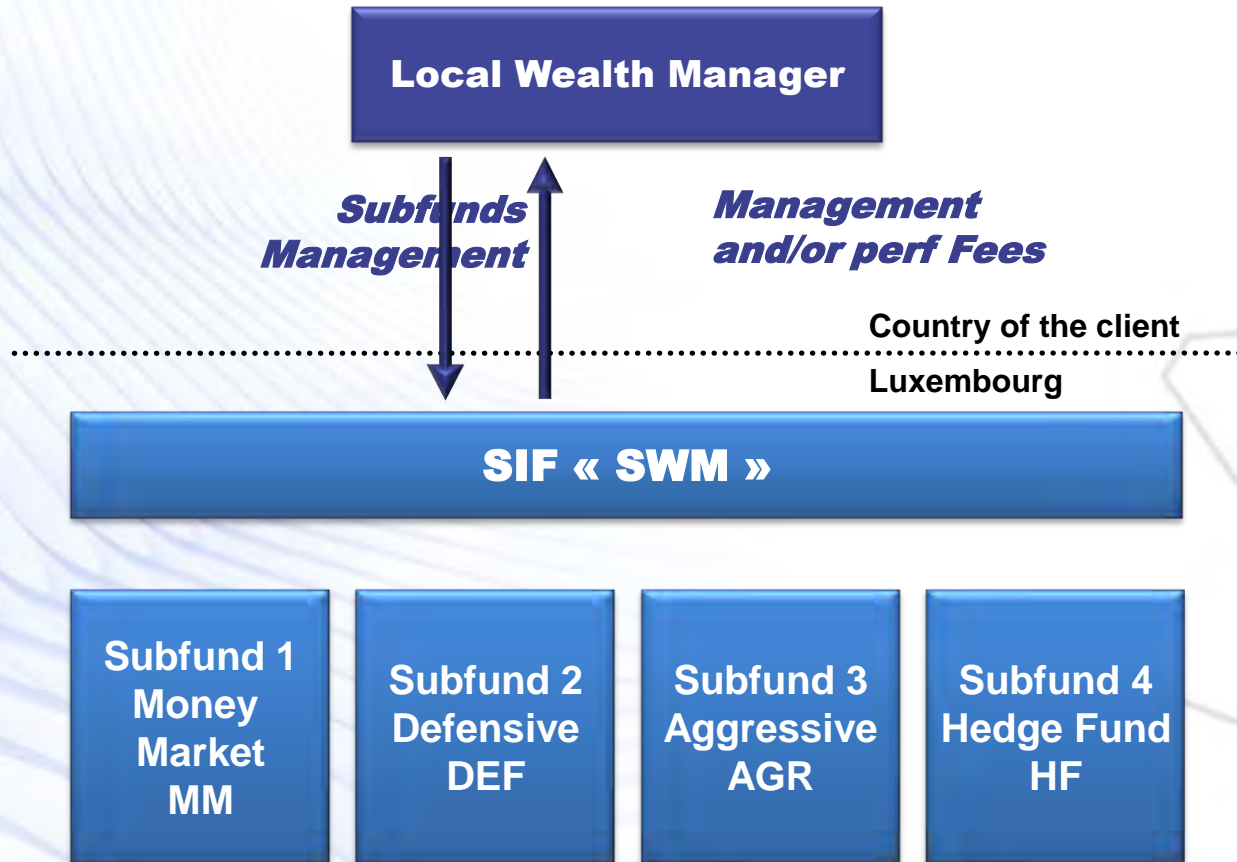 Local Wealth Manager
Subfunds
Management
Management
and/or perf Fees
Country of the client
Luxembourg
SIF « SWM »
Subfund 1
Money
Market
MM
Subfund 2
Defensive
DEF
Subfund 3
Aggressive
AGR
Subfund 4
Hedge Fund
HF